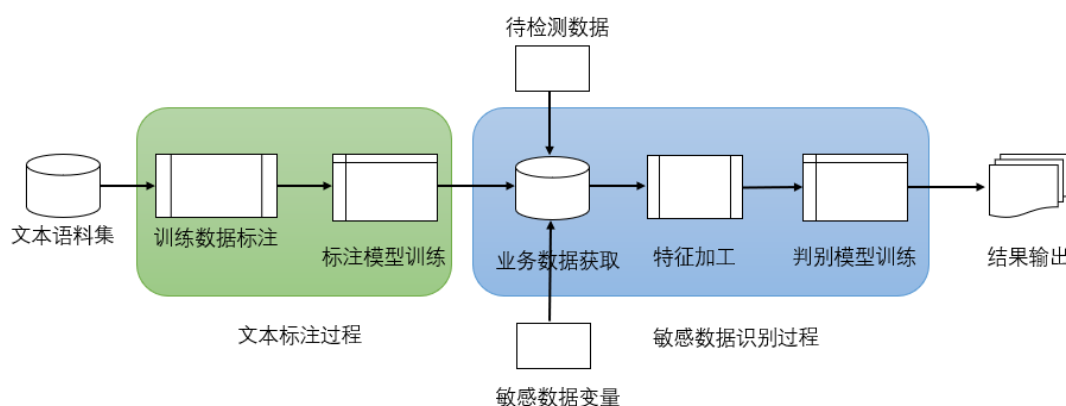 待检测数据
文本语料集
训练数据标注
标注模型训练
业务数据获取
特征加工
判别模型训练
结果输出
文本标注过程
敏感数据识别过程
敏感数据变量